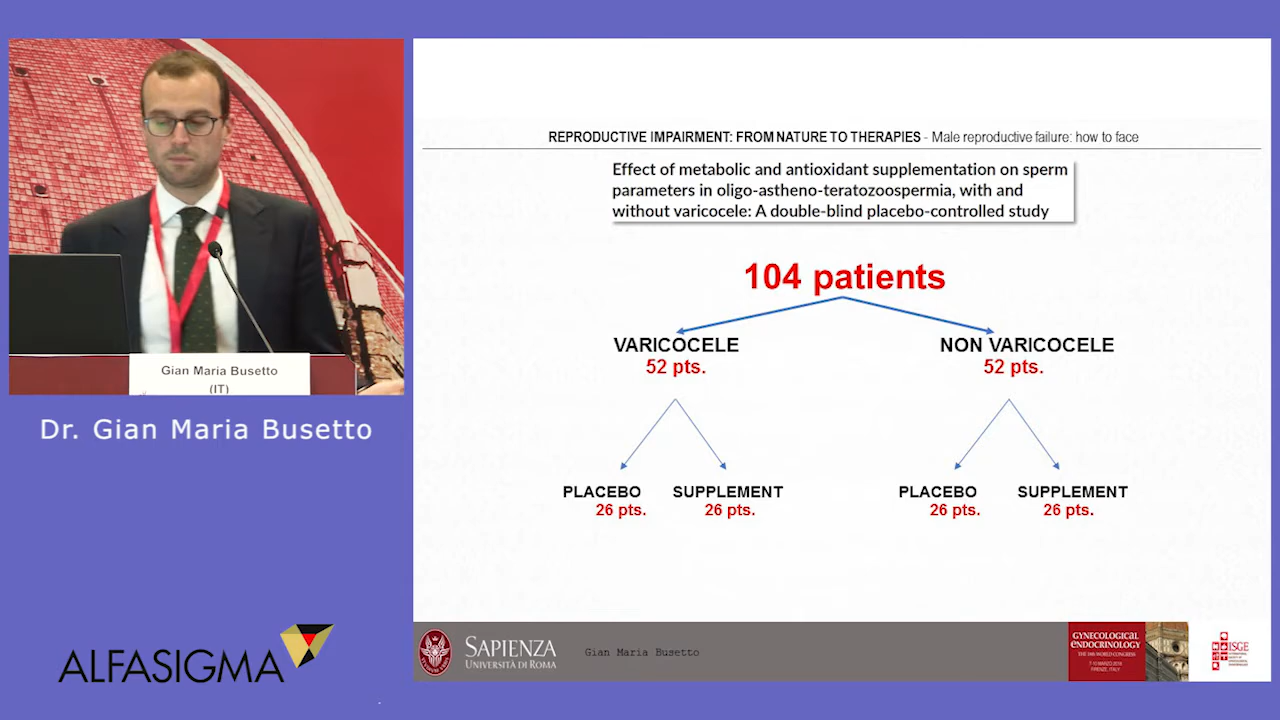 REPRODUCTIVE IMPAIRMENT: FROM NATURE TO THERAPIES - Male reproductive failure: how to face
Effect of metabolic and antioxidant supplementation on sperm
parameters in oligo-astheno-teratozoospermia, with and
without varicocele: A double-blind placebo-controlled study
104 patients
VARICOCELE
52 pts.
NON VARICOCELE
52 pts.
PLACEBO
26 pts.
SUPPLEMENT
26 pts.
PLACEBO
26 pts.
SUPPLEMENT
26 pts.
Gian Maria Busetto
(IT)
Dr. Gian Maria Busetto
ALFASIGMA
SAPIENZA
UNIVERSITÀ DI ROMA
Gian Maria Busetto
GYNECOLOGICAL
ENDOCRINOLOGY
FIRENZE, ITALY
ISGE